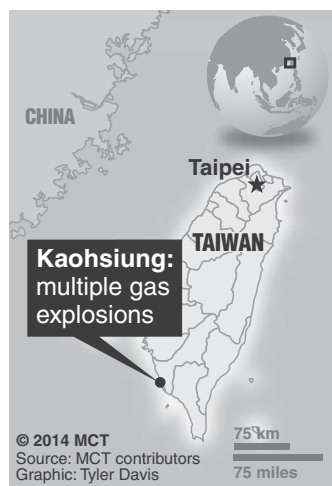 CHINA
Taipei
TAIWAN
Kaohsiung:
multiple gas
explosions
© 2014 MCT
Source: MCT contributors
Graphic: Tyler Davis
75 km
75 miles